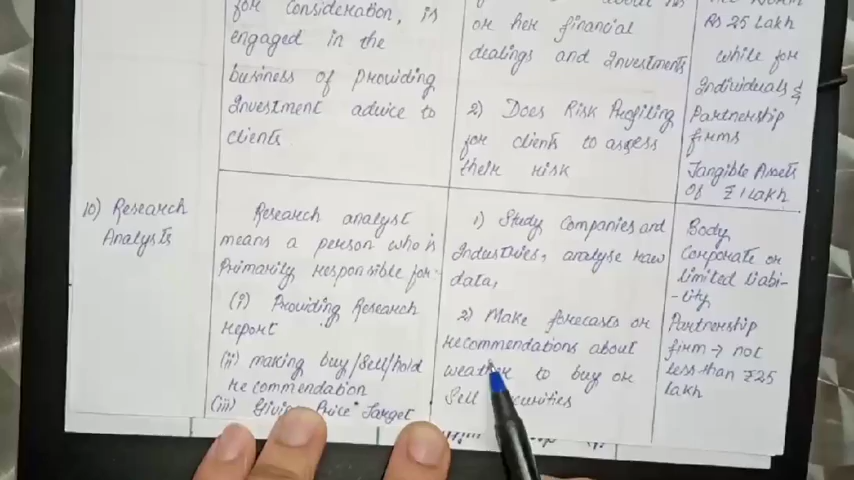 for consideration, is
engaged in the
business of providing
Investment advice to
clients
or her financial
dealings and Investments
2) Does Risk Profiling
for clients to assess
their risk
Rs 25 Lakh
while for
Individuals &
Partnership
firms
Tangible Assets
of ₹1 lakh
10) Research
Analysts
Research analyst
means a person who is
Primarily responsible for-
(i) Providing Research
report
(ii) making buy/sell/hold
recommendation
(iii) Giving Price Target
1) Study Companies and
Industries, analyse raw
data,
2) Make forecasts or
recommendations about
weather to buy or
Sell securities
Body
Corporate or
limited liabi-
-lity
Partnership
firm → not
less than ₹25
lakh